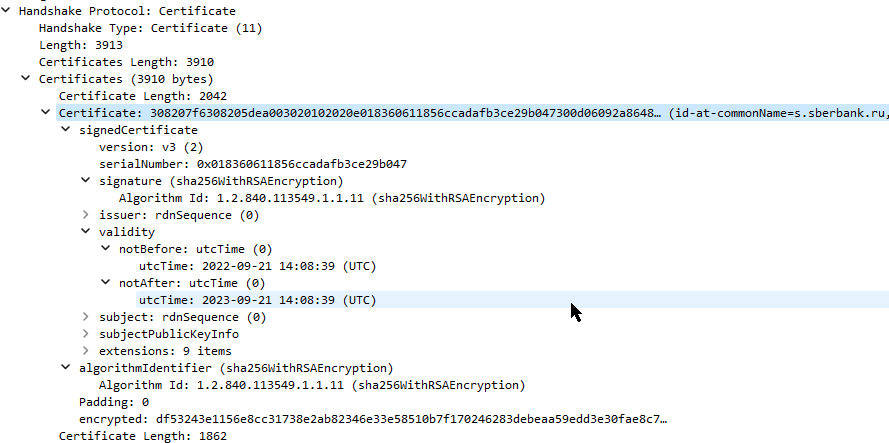 Handshake Protocol: Certificate
Handshake Type: Certificate (11)
Length: 3913
Certificates Length: 3910
Certificates (3910 bytes)
Certificate Length: 2042
Certificate: 308207f6308205dea003020102020e018360611856ccadafb3ce29b047300d06092a8648… (id-at-commonName=s.sberbank.ru,
signedCertificate
version: v3 (2)
serialNumber: 0x018360611856ccadafb3ce29b047
signature (sha256WithRSAEncryption)
Algorithm Id: 1.2.840.113549.1.1.11 (sha256WithRSAEncryption)
issuer: rdnSequence (0)
validity
notBefore: utcTime (0)
utcTime: 2022-09-21 14:08:39 (UTC)
notAfter: utcTime (0)
utcTime: 2023-09-21 14:08:39 (UTC)
subject: rdnSequence (0)
subjectPublicKeyInfo
extensions: 9 items
algorithmIdentifier (sha256WithRSAEncryption)
Algorithm Id: 1.2.840.113549.1.1.11 (sha256WithRSAEncryption)
Padding: 0
encrypted: df53243e1156e8cc31738e2ab82346e33e58510b7f170246283debeaa59edd3e30fae8c7…
Certificate Length: 1862